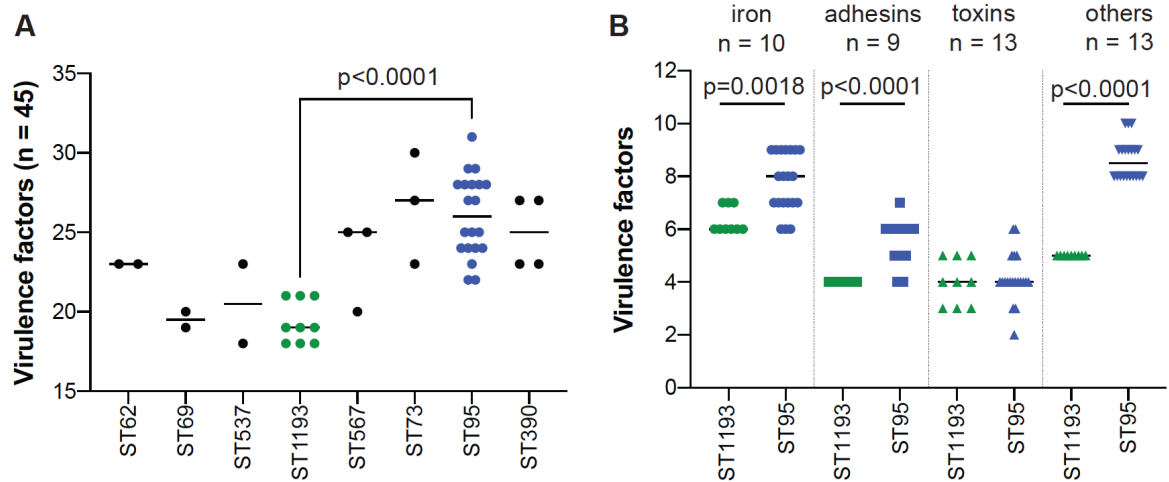 A
Virulence factors (n = 45)
35
30
25
20
15
p<0.0001
ST62
ST69
ST537
ST1193
ST567
ST73
ST95
ST390
B
iron
n = 10
adhesins
n = 9
toxins
n = 13
others
n = 13
Virulence factors
12
10
8
6
4
2
0
p=0.0018
p<0.0001
p<0.0001
ST1193
ST95
ST1193
ST95
ST1193
ST95
ST1193
ST95